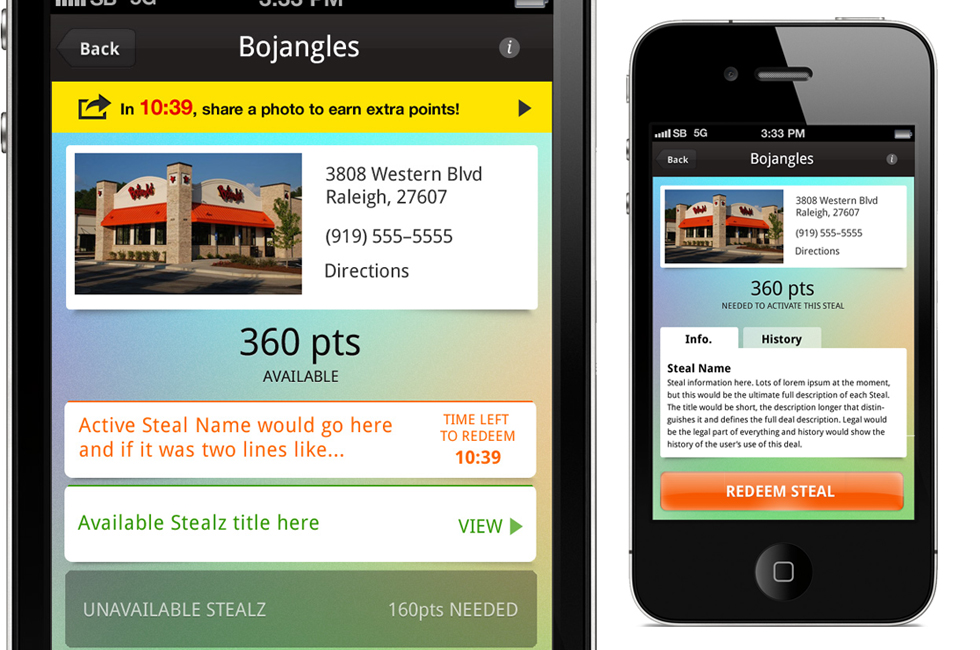 SB 5G 3:33 PM
Back
Bojangles
i
In 10:39, share a photo to earn extra points!
Bojangles
3808 Western Blvd
Raleigh, 27607
(919) 555–5555
Directions
360 pts
AVAILABLE
Active Steal Name would go here
and if it was two lines like...
TIME LEFT
TO REDEEM
10:39
Available Stealz title here
VIEW
UNAVAILABLE STEALZ
160pts NEEDED
SB 5G 3:33 PM
Back
Bojangles
i
3808 Western Blvd
Raleigh, 27607
(919) 555–5555
Directions
360 pts
NEEDED TO ACTIVATE THIS STEAL
Info.
History
Steal Name
Steal information here. Lots of lorem ipsum at the moment,
but this would be the ultimate full description of each Steal.
The title would be short, the description longer that distin-
guishes it and defines the full deal description. Legal would
be the legal part of everything and history would show the
history of the user's use of this deal.
REDEEM STEAL